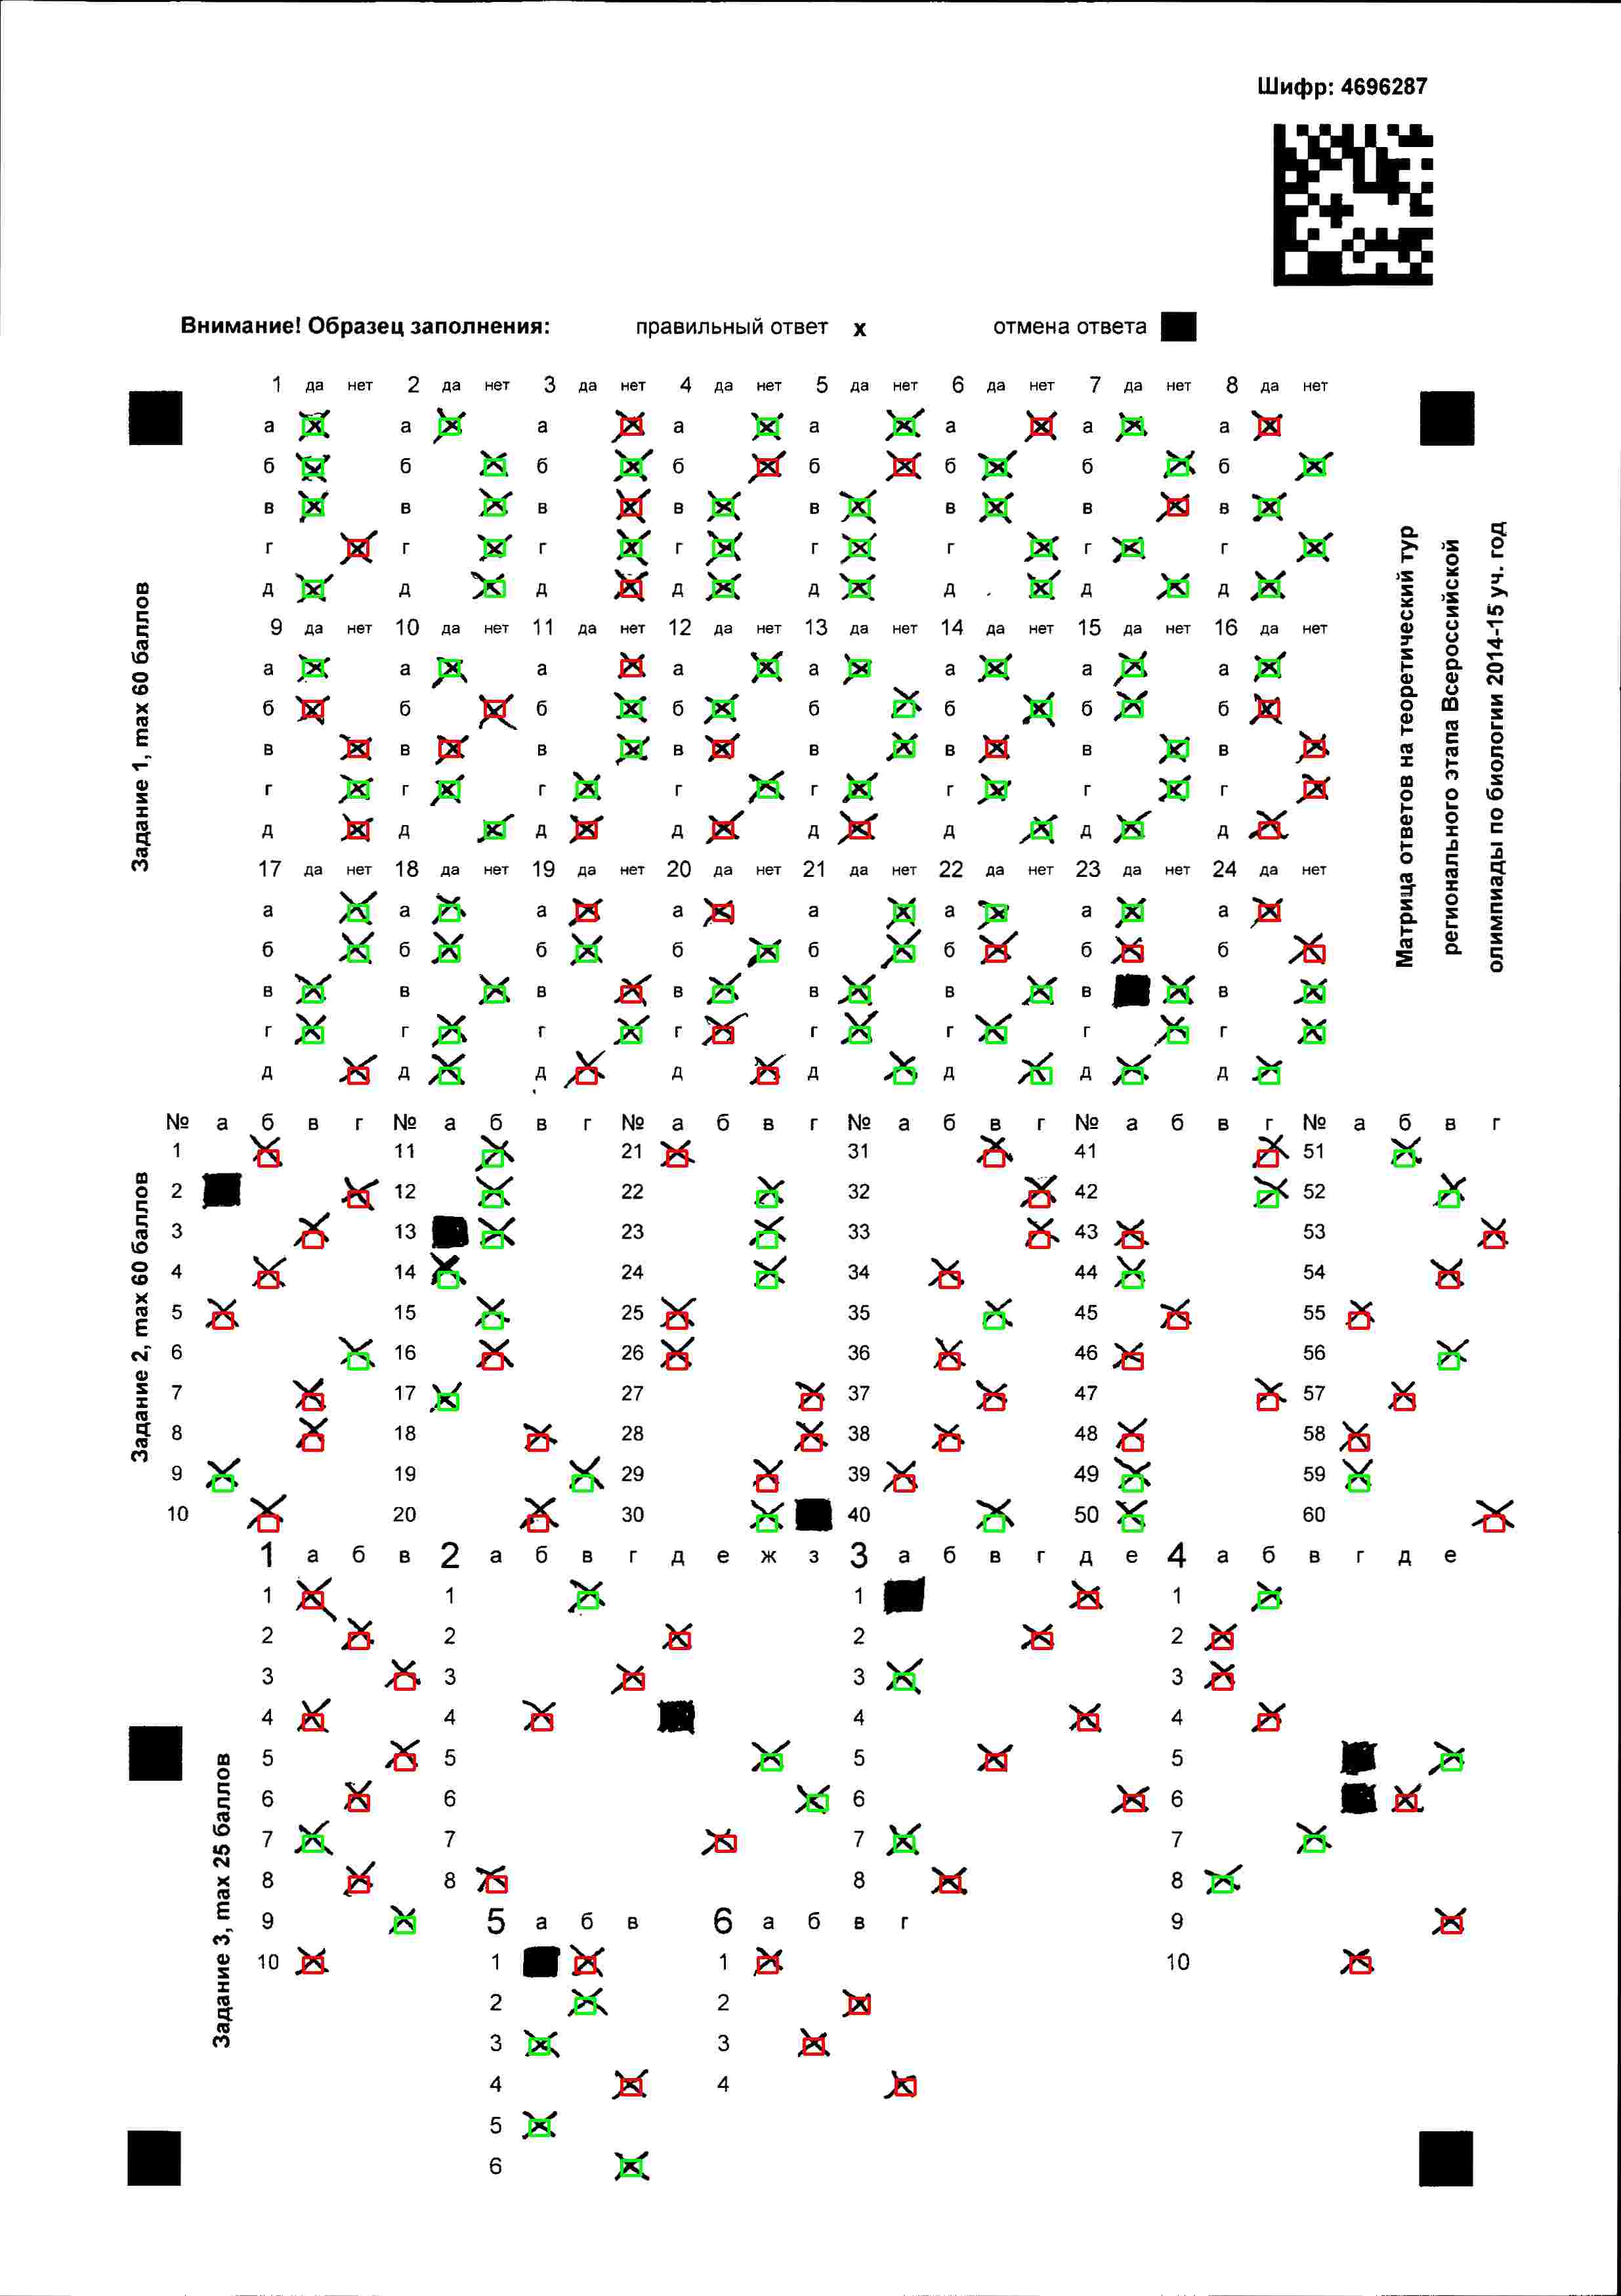 Шифр: 4696287
Внимание! Образец заполнения: правильный ответ x отмена ответа
1 да нет 2 да нет 3 да нет 4 да нет 5 да нет 6 да нет 7 да нет 8 да нет
а а а а а а а а
б б б б б б б б
в в в в в в в в
г г г г г г г г
д д д д д д д д
9 да нет 10 да нет 11 да нет 12 да нет 13 да нет 14 да нет 15 да нет 16 да нет
а а а а а а а а
б б б б б б б б
в в в в в в в в
г г г г г г г г
д д д д д д д д
17 да нет 18 да нет 19 да нет 20 да нет 21 да нет 22 да нет 23 да нет 24 да нет
а а а а а а а а
б б б б б б б б
в в в в в в в в
г г г г г г г г
д д д д д д д д
Задание 1, max 60 баллов
Матрица ответов на теоретический тур
регионального этапа Всероссийской
олимпиады по биологии 2014-15 уч. год
№ а б в г № а б в г № а б в г № а б в г № а б в г № а б в г
1 11 21 31 41 51
2 12 22 32 42 52
3 13 23 33 43 53
4 14 24 34 44 54
5 15 25 35 45 55
6 16 26 36 46 56
7 17 27 37 47 57
8 18 28 38 48 58
9 19 29 39 49 59
10 20 30 40 50 60
Задание 2, max 60 баллов
1 а б в 2 а б в г д е ж з 3 а б в г д е 4 а б в г д е
1 1 1 1
2 2 2 2
3 3 3 3
4 4 4 4
5 5 5 5
6 6 6 6
7 7 7 7
8 8 8 8
9 5 а б в 6 а б в г 9
10 1 1 10
2 2
3 3
4 4
5
6
Задание 3, max 25 баллов